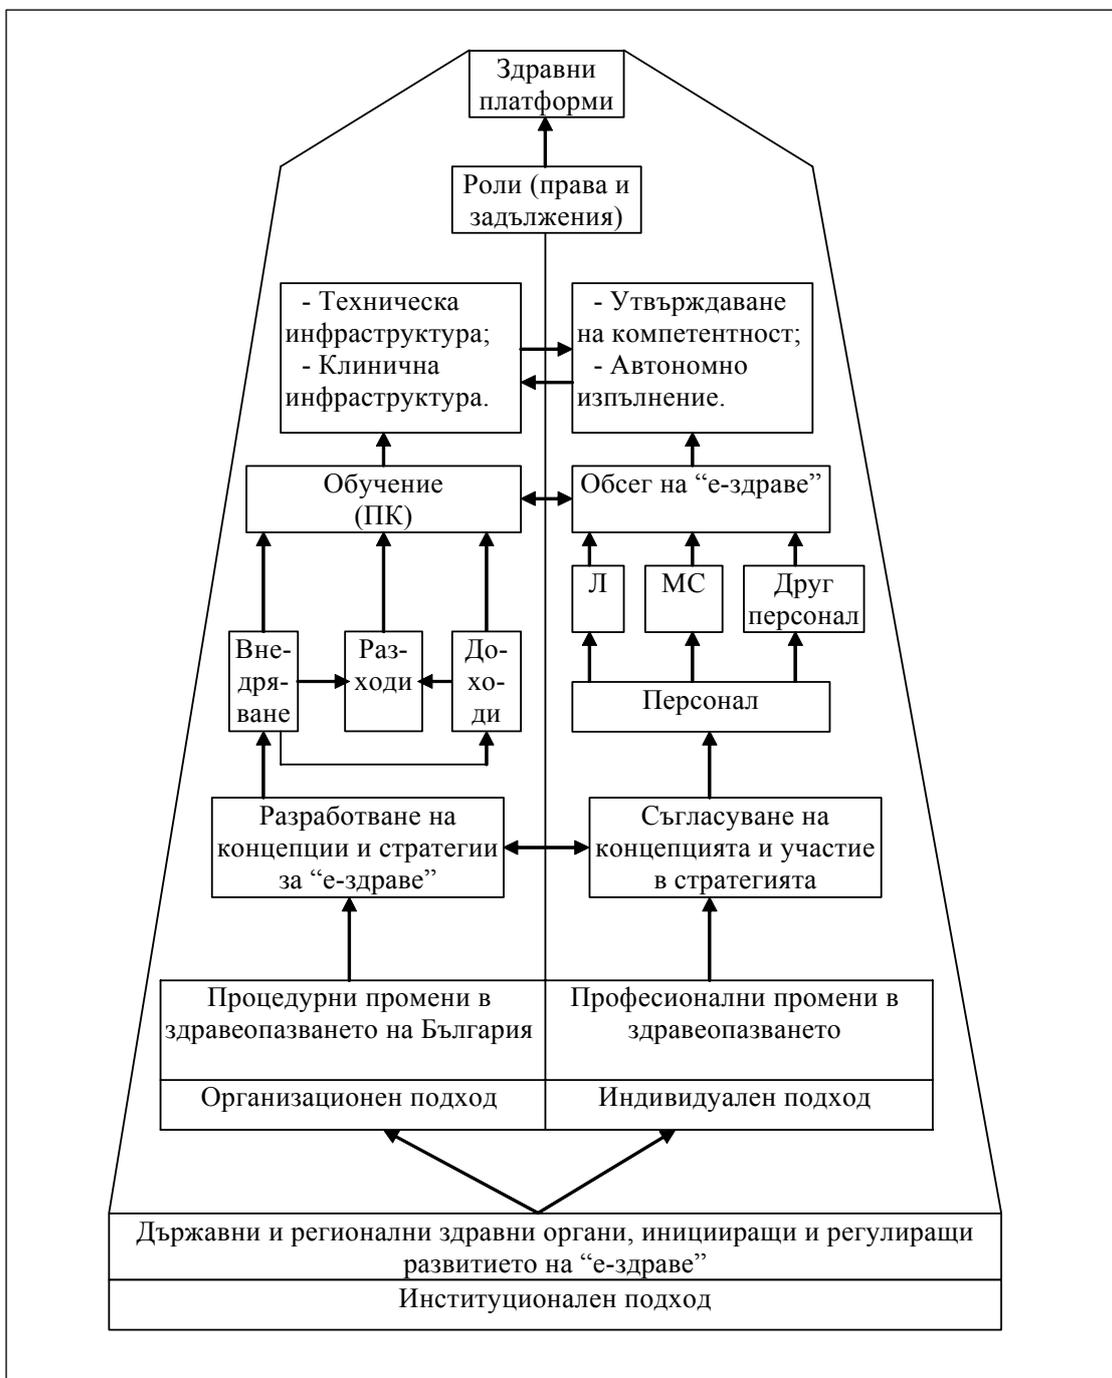 Здравни
платформи
Роли (права и
задължения)
- Техническа
инфраструктура;
- Клинична
инфраструктура.
- Утвърждаване
на компетентност;
- Автономно
изпълнение.
Обучение
(ПК)
Обсег на “е-здраве”
Л
МС
Друг
персонал
Вне-
дря-
ване
Раз-
ходи
До-
хо-
ди
Персонал
Разработване на
концепции и стратегии
за “е-здраве”
Съгласуване на
концепцията и участие
в стратегията
Процедурни промени в
здравеопазването на България
Професионални промени в
здравеопазването
Организационен подход
Индивидуален подход
Държавни и регионални здравни органи, иницииращи и регулиращи
развитието на “е-здраве”
Институционален подход